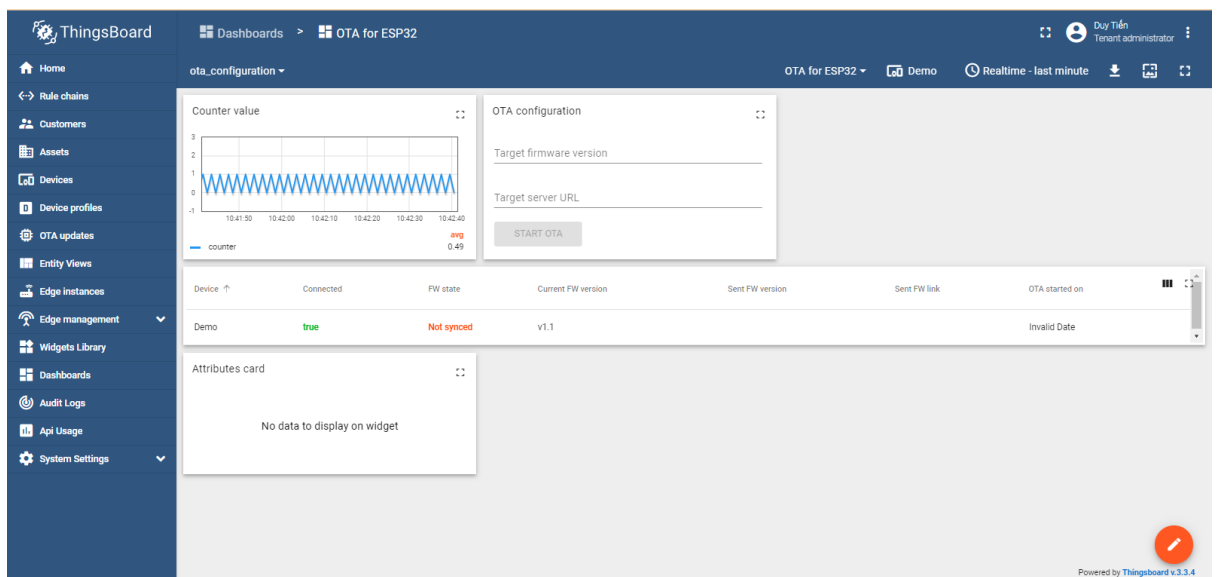 ThingsBoard
Dashboards > OTA for ESP32
Duy Tiến
Tenant administrator
Home
Rule chains
Customers
Assets
Devices
Device profiles
OTA updates
Entity Views
Edge instances
Edge management
Widgets Library
Dashboards
Audit Logs
Api Usage
System Settings
ota_configuration
OTA for ESP32
Demo
Realtime - last minute
Counter value
3
2
1
0
-1
10:41:50 10:42:00 10:42:10 10:42:20 10:42:30 10:42:40
avg
counter 0.49
OTA configuration
Target firmware version
Target server URL
START OTA
Device ↑ Connected FW state Current FW version Sent FW version Sent FW link OTA started on
Demo true Not synced v1.1 Invalid Date
Attributes card
No data to display on widget
Powered by Thingsboard v.3.3.4